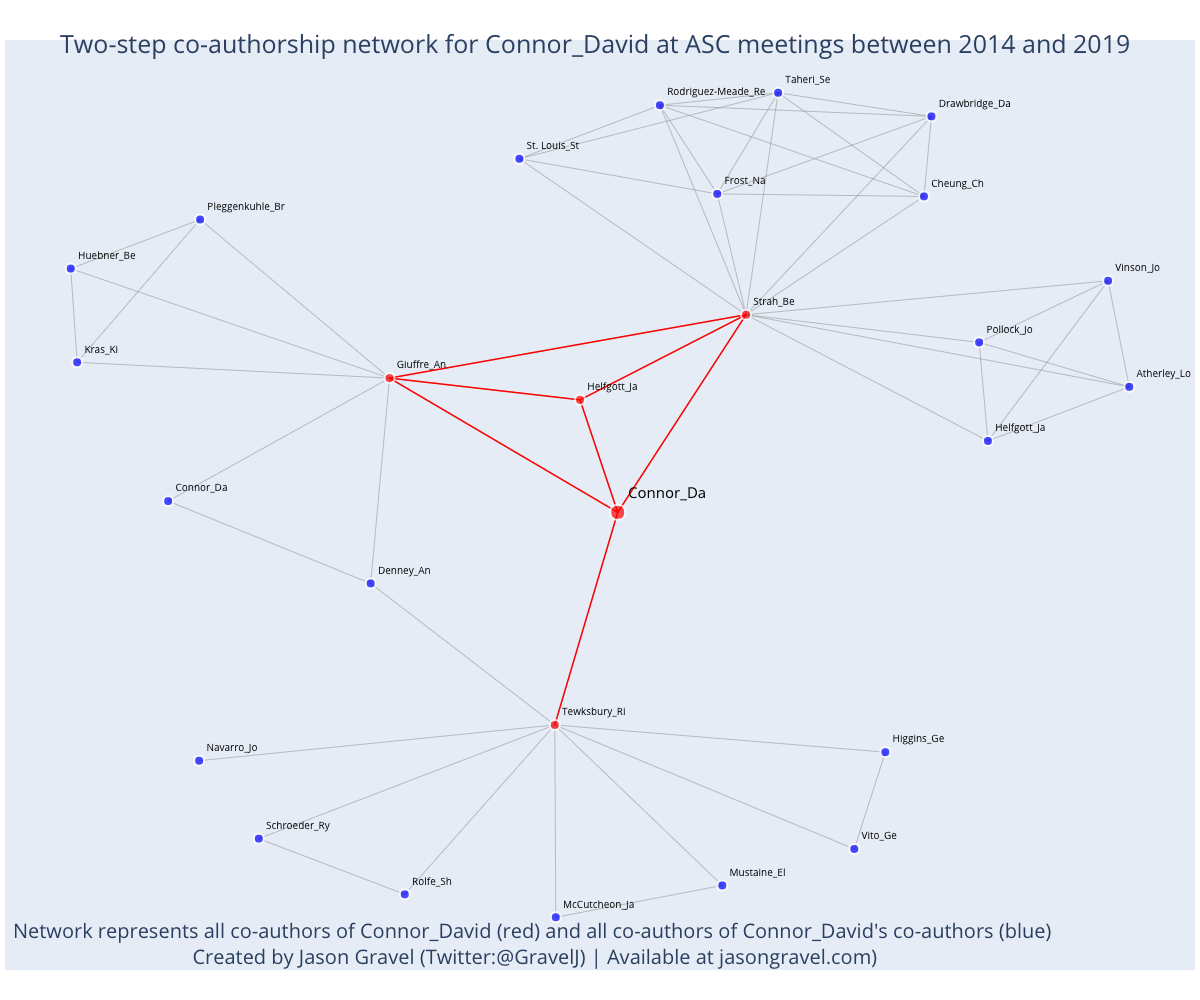 Two-step co-authorship network for Connor_David at ASC meetings between 2014 and 2019
Taheri_Se
Rodriguez-Meade_Re
Drawbridge_Da
St. Louis_St
Frost_Na
Cheung_Ch
Pleggenkuhle_Br
Huebner_Be
Vinson_Jo
Strah_Be
Pollock_Jo
Kras_Ki
Giuffre_An
Atherley_Lo
Helfgott_Ja
Helfgott_Ja
Connor_Da
Connor_Da
Denney_An
Tewksbury_Ri
Navarro_Jo
Higgins_Ge
Schroeder_Ry
Vito_Ge
Mustaine_El
Rolfe_Sh
McCutcheon_Ja
Network represents all co-authors of Connor_David (red) and all co-authors of Connor_David's co-authors (blue)
Created by Jason Gravel (Twitter:@GravelJ) | Available at jasongravel.com)